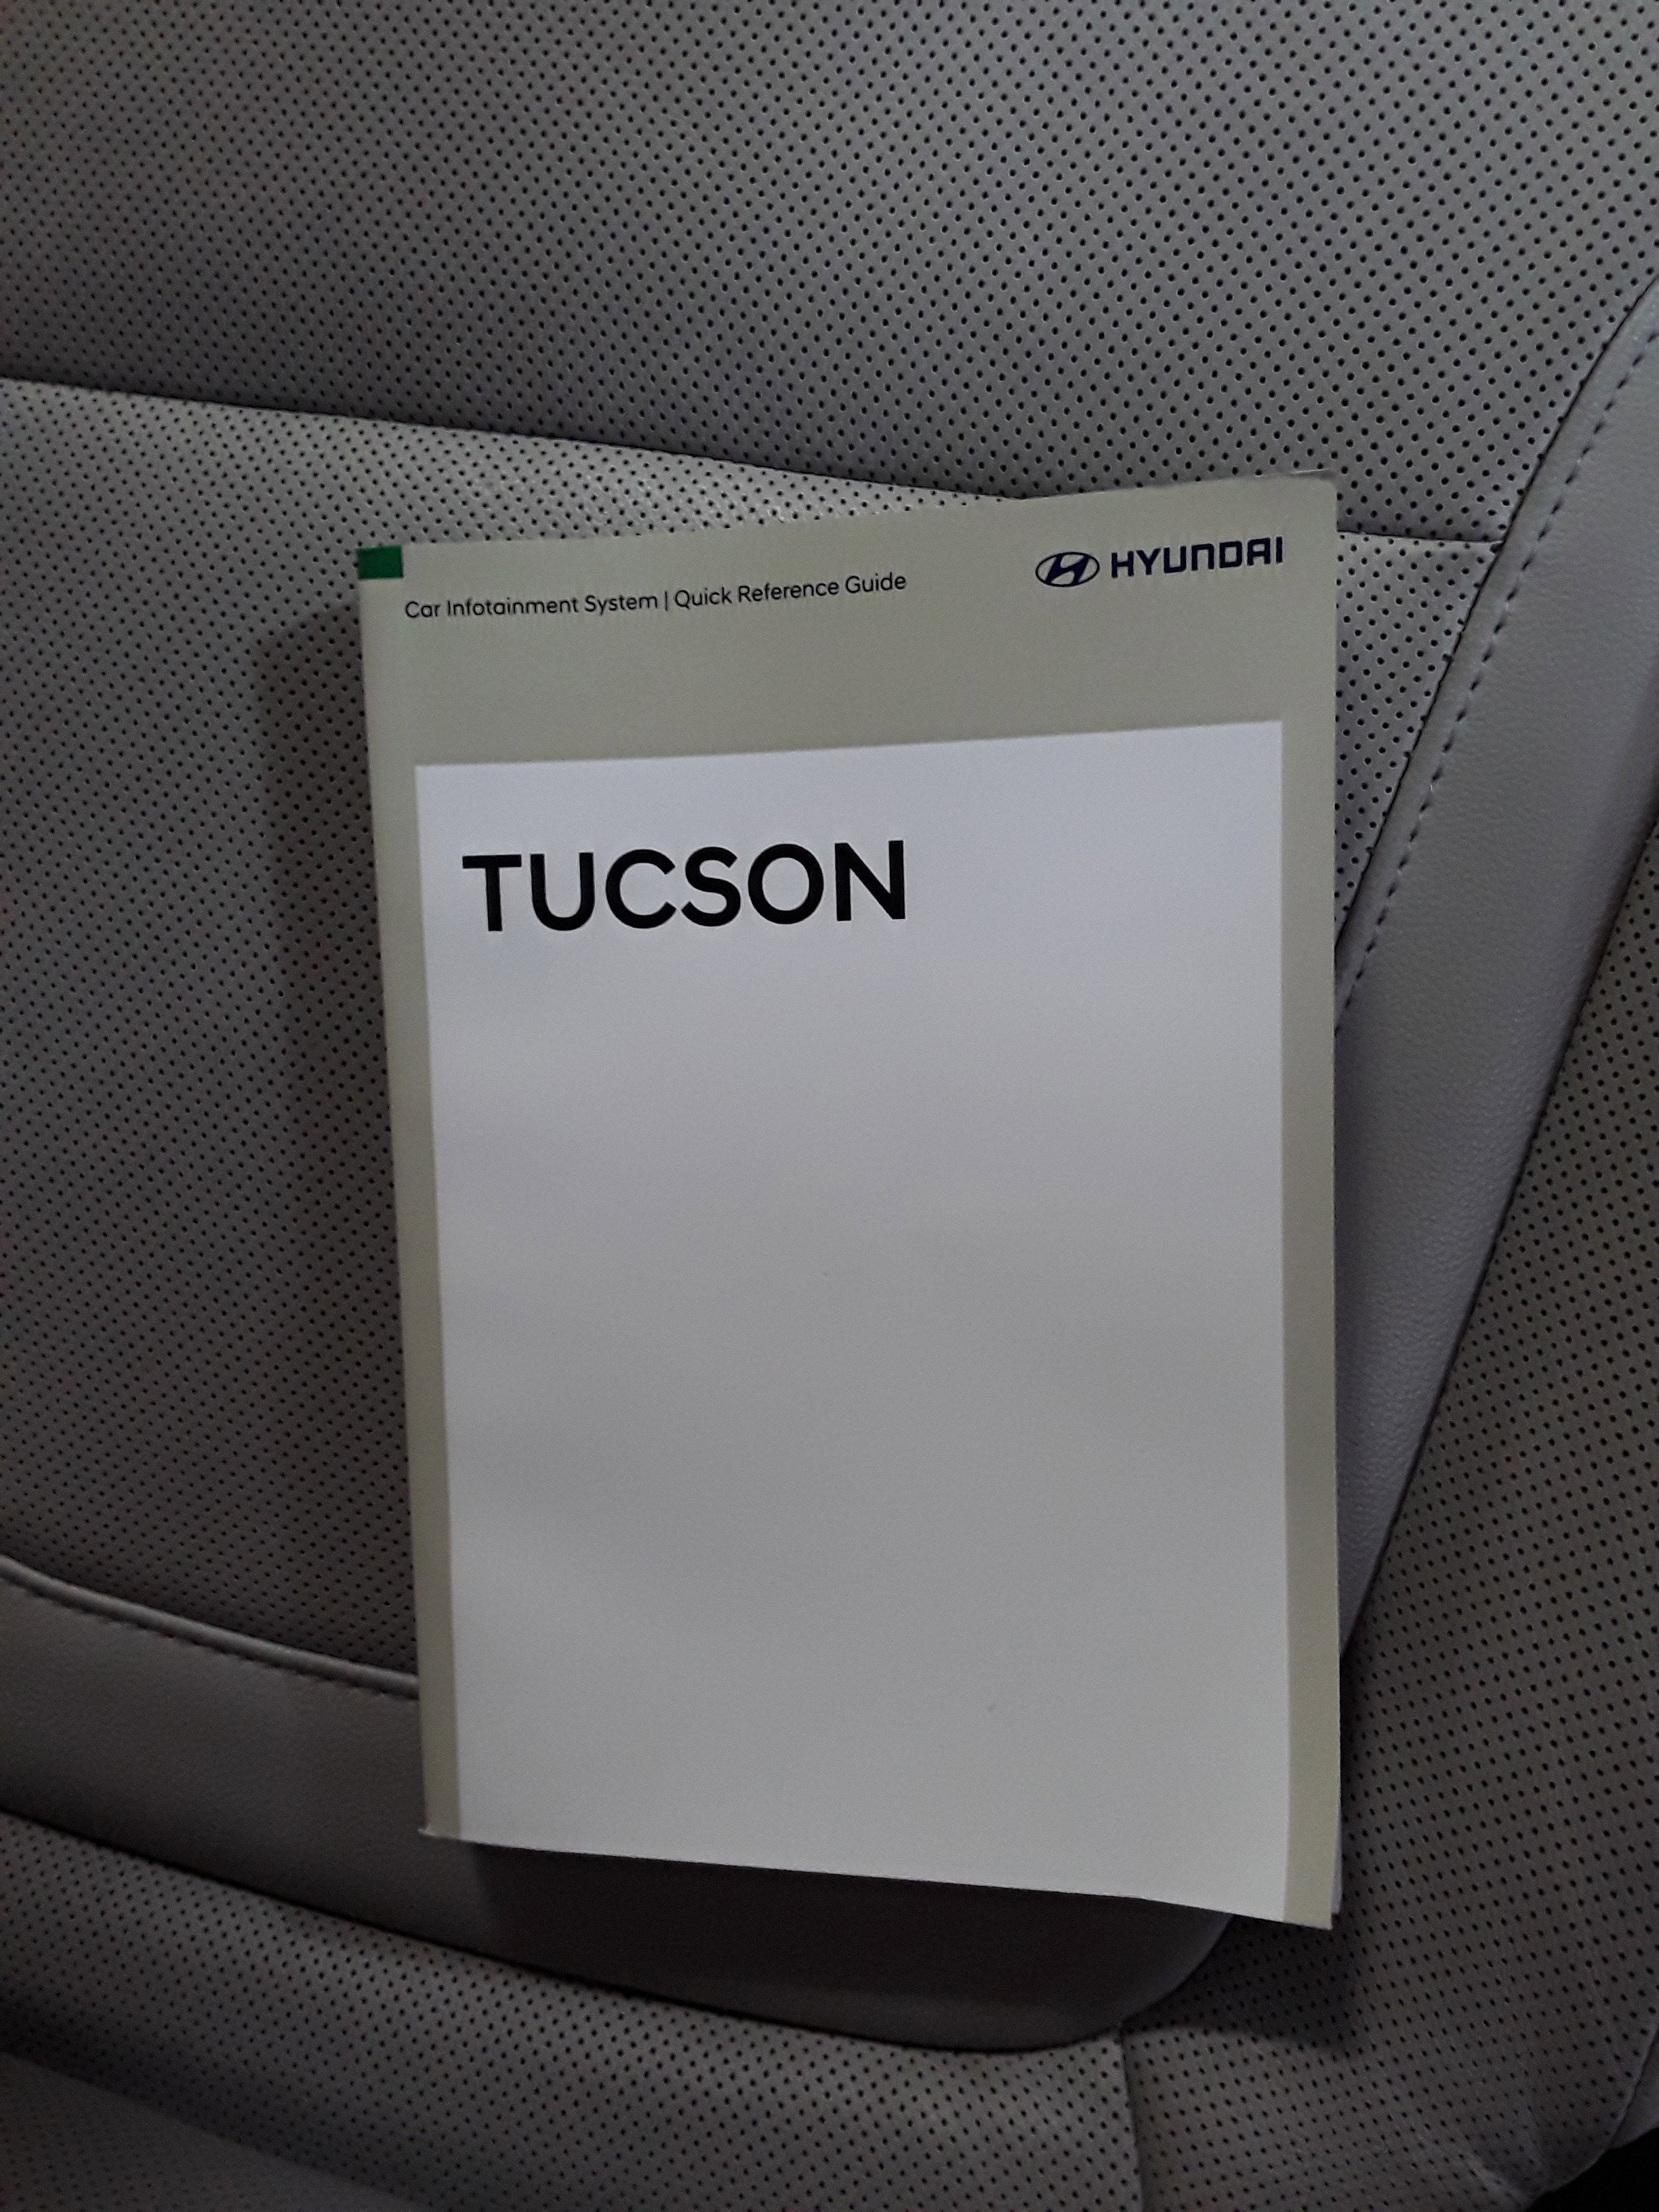 Car Infotainment System | Quick Reference Guide
HYUNDAI
TUCSON